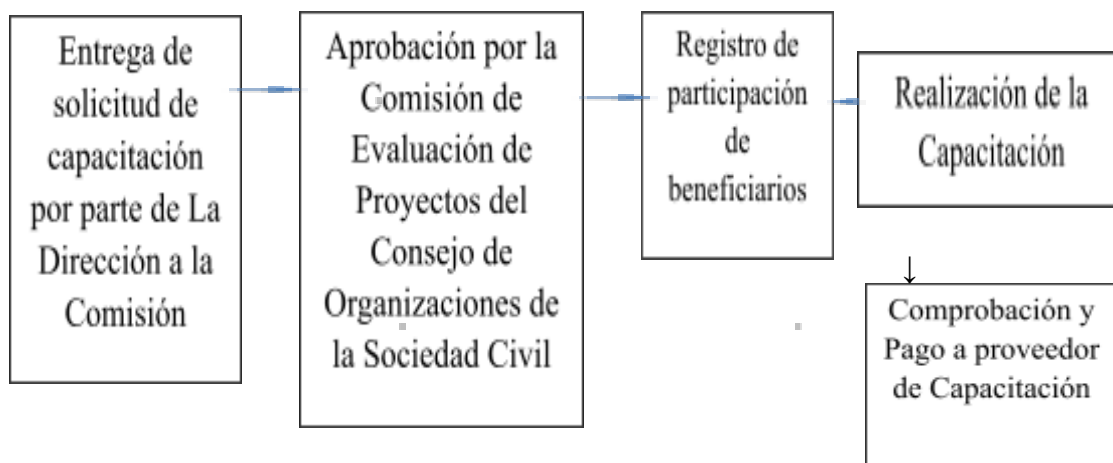 Entrega de
solicitud de
capacitación
por parte de La
Dirección a la
Comisión
Aprobación por la
Comisión de
Evaluación de
Proyectos del
Consejo de
Organizaciones de
la Sociedad Civil
Registro de
participación
de
beneficiarios
Realización de la
Capacitación
Comprobación y
Pago a proveedor
de Capacitación